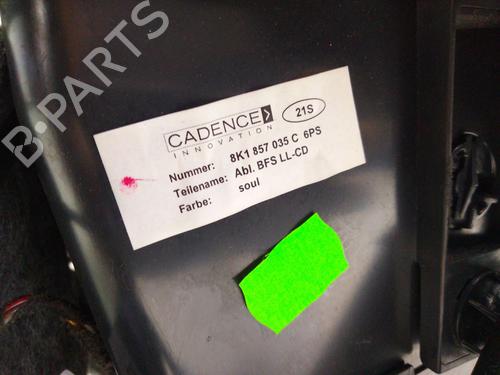 B-PARTS
CADENCE
INNOVATION
21S
Nummer: 8K1 857 035 C 6PS
Teilename: Abl. BFS LL-CD
Farbe: soul